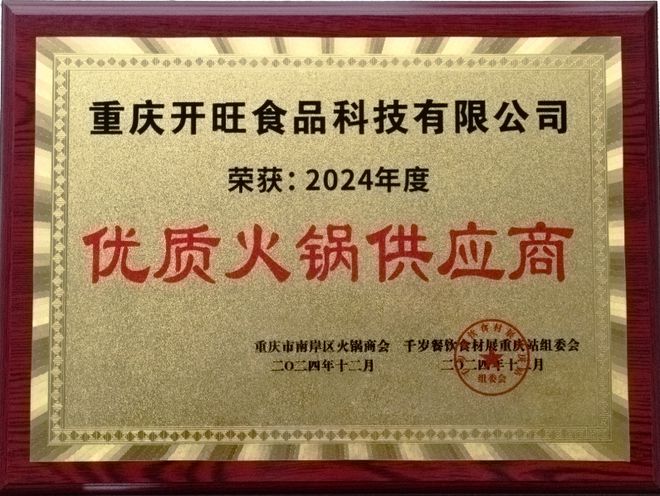 重庆开旺食品科技有限公司
荣获：2024年度
优质火锅供应商
重庆市南岸区火锅商会 千岁餐饮食材展重庆站组委会
二〇二四年十二月 二〇二四年十二月
组委会